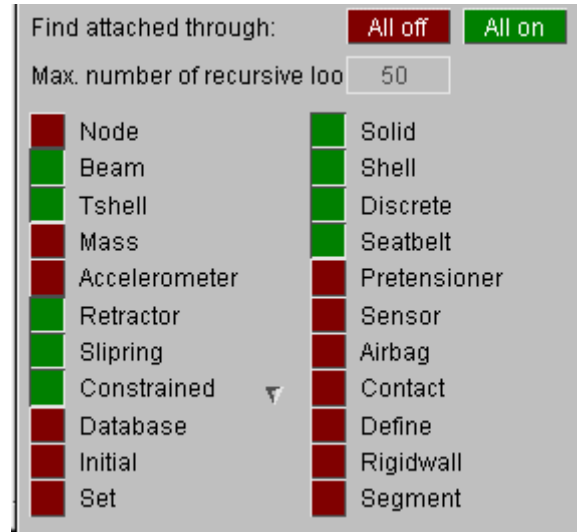 Find attached through: All off All on
Max. number of recursive loo 50
Node Solid
Beam Shell
Tshell Discrete
Mass Seatbelt
Accelerometer Pretensioner
Retractor Sensor
Slipring Airbag
Constrained Contact
Database Define
Initial Rigidwall
Set Segment